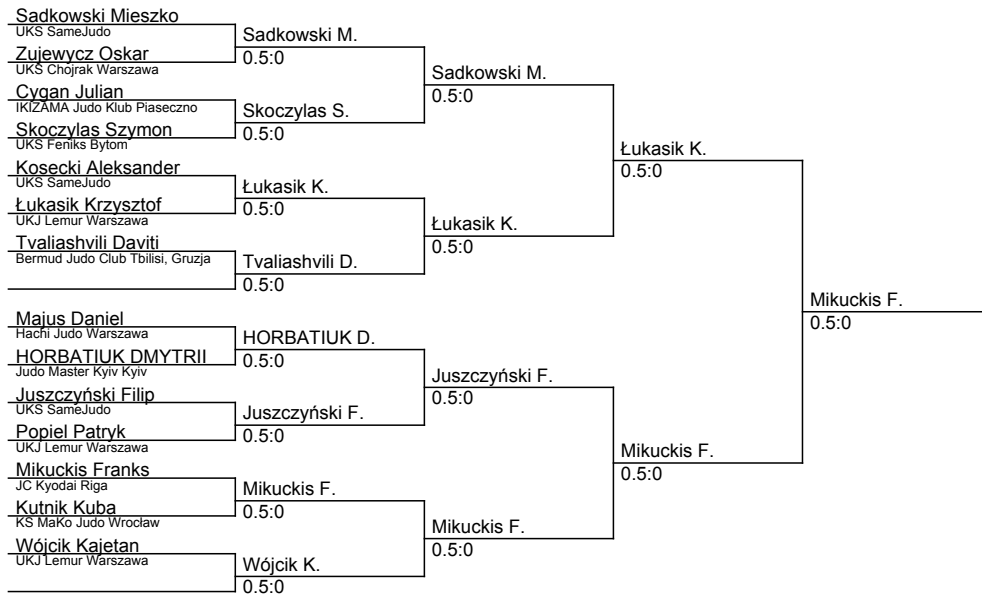 Sadkowski Mieszko
UKS SameJudo
Zujewycz Oskar
UKS Chojrak Warszawa
Cygan Julian
IKIZAMA Judo Klub Piaseczno
Skoczylas Szymon
UKS Feniks Bytom
Kosecki Aleksander
UKS SameJudo
Łukasik Krzysztof
UKJ Lemur Warszawa
Tvaliashvili Daviti
Bermud Judo Club Tbilisi, Gruzja
Majus Daniel
Hachi Judo Warszawa
HORBATIUK DMYTRII
Judo Master Kyiv Kyiv
Juszczyński Filip
UKS SameJudo
Popiel Patryk
UKJ Lemur Warszawa
Mikuckis Franks
JC Kyodai Riga
Kutnik Kuba
KS MaKo Judo Wrocław
Wójcik Kajetan
UKJ Lemur Warszawa
Sadkowski M.
0.5:0
Skoczylas S.
0.5:0
Łukasik K.
0.5:0
Tvaliashvili D.
0.5:0
HORBATIUK D.
0.5:0
Juszczyński F.
0.5:0
Mikuckis F.
0.5:0
Wójcik K.
0.5:0
Sadkowski M.
0.5:0
Łukasik K.
0.5:0
Juszczyński F.
0.5:0
Mikuckis F.
0.5:0
Łukasik K.
0.5:0
Mikuckis F.
0.5:0
Mikuckis F.
0.5:0